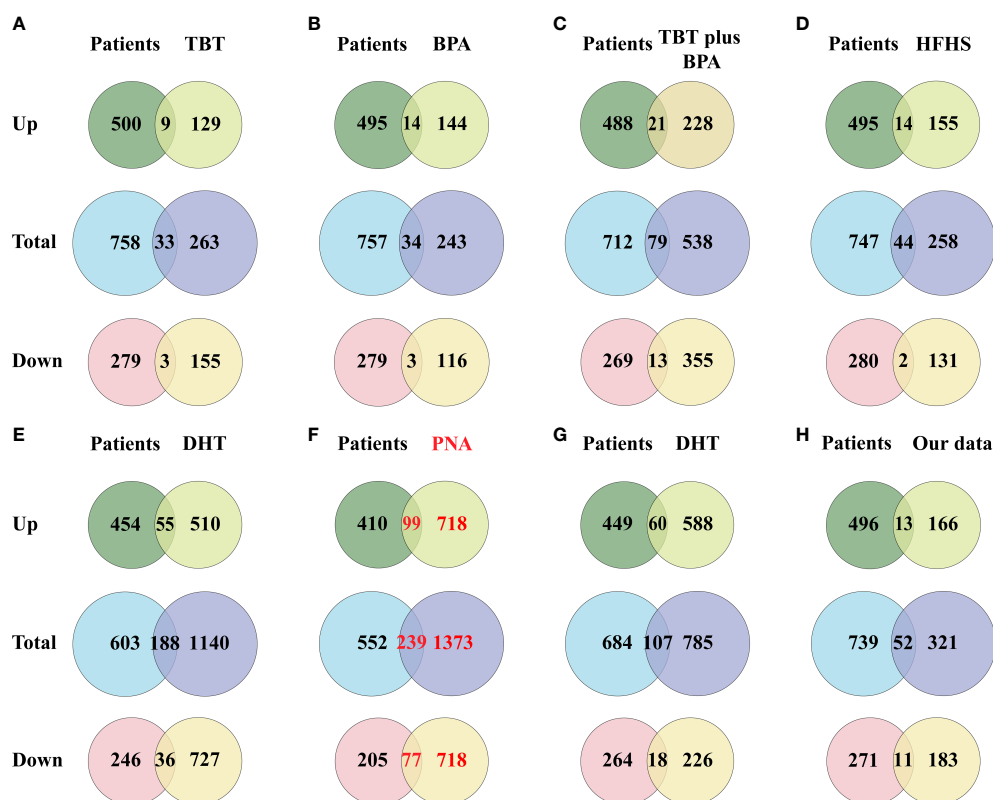 A
B
C
D
Patients TBT
Patients BPA
Patients TBT plus
BPA
Patients HFHS
Up
500 9 129
495 14 144
488 21 228
495 14 155
Total
758 33 263
757 34 243
712 79 538
747 44 258
Down
279 3 155
279 3 116
269 13 355
280 2 131
E
F
G
H
Patients DHT
Patients PNA
Patients DHT
Patients Our data
Up
454 55 510
410 99 718
449 60 588
496 13 166
Total
603 188 1140
552 239 1373
684 107 785
739 52 321
Down
246 36 727
205 77 718
264 18 226
271 11 183